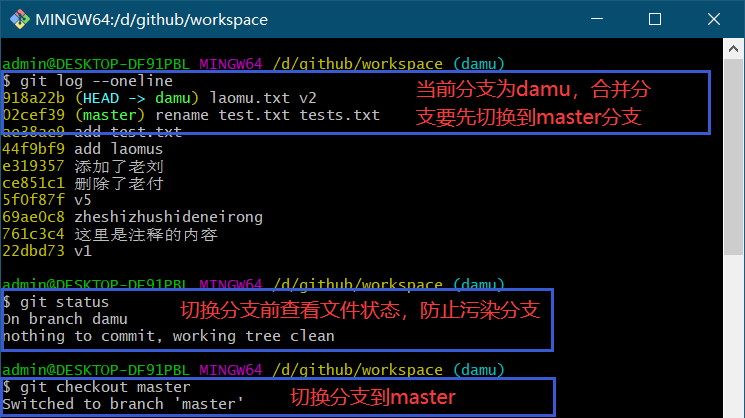 MINGW64:/d/github/workspace
admin@DESKTOP-DF91PBL MINGW64 /d/github/workspace (damu)
$ git log --oneline
918a22b (HEAD -> damu) laomu.txt v2
当前分支为damu，合并分
支要先切换到master分支
02cef39 (master) rename test.txt tests.txt
ae38ae9 add test.txt
44f9bf9 add laomus
e319357 添加了老刘
ce851c1 删除了老付
5f0f87f v5
69ae0c8 zheshizhushideneirong
761c3c4 这里是注释的内容
22dbd73 v1
admin@DESKTOP-DF91PBL MINGW64 /d/github/workspace (damu)
$ git status
切换分支前查看文件状态，防止污染分支
On branch damu
nothing to commit, working tree clean
admin@DESKTOP-DF91PBL MINGW64 /d/github/workspace (damu)
$ git checkout master
切换分支到master
Switched to branch 'master'